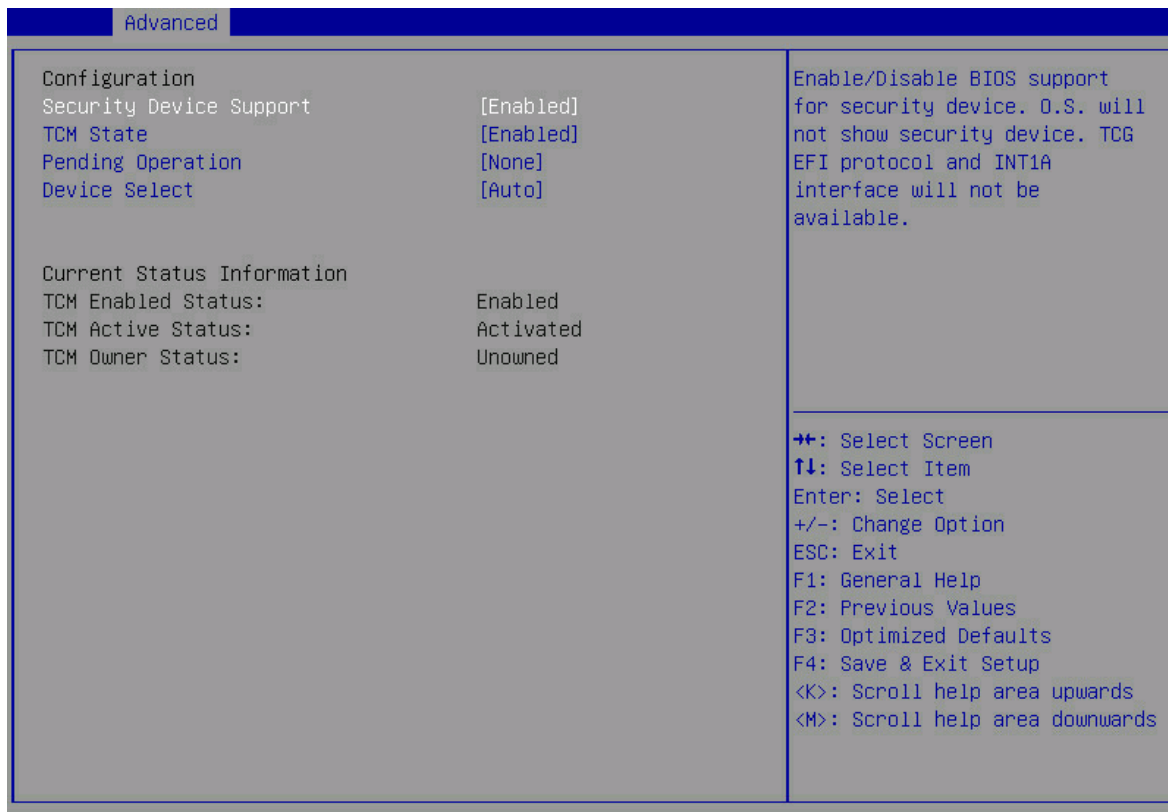 Advanced
Configuration
Security Device Support [Enabled]
TCM State [Enabled]
Pending Operation [None]
Device Select [Auto]
Current Status Information
TCM Enabled Status: Enabled
TCM Active Status: Activated
TCM Owner Status: Unowned
Enable/Disable BIOS support
for security device. O.S. will
not show security device. TCG
EFI protocol and INT1A
interface will not be
available.
→←: Select Screen
↑↓: Select Item
Enter: Select
+/-: Change Option
ESC: Exit
F1: General Help
F2: Previous Values
F3: Optimized Defaults
F4: Save & Exit Setup
<K>: Scroll help area upwards
<M>: Scroll help area downwards